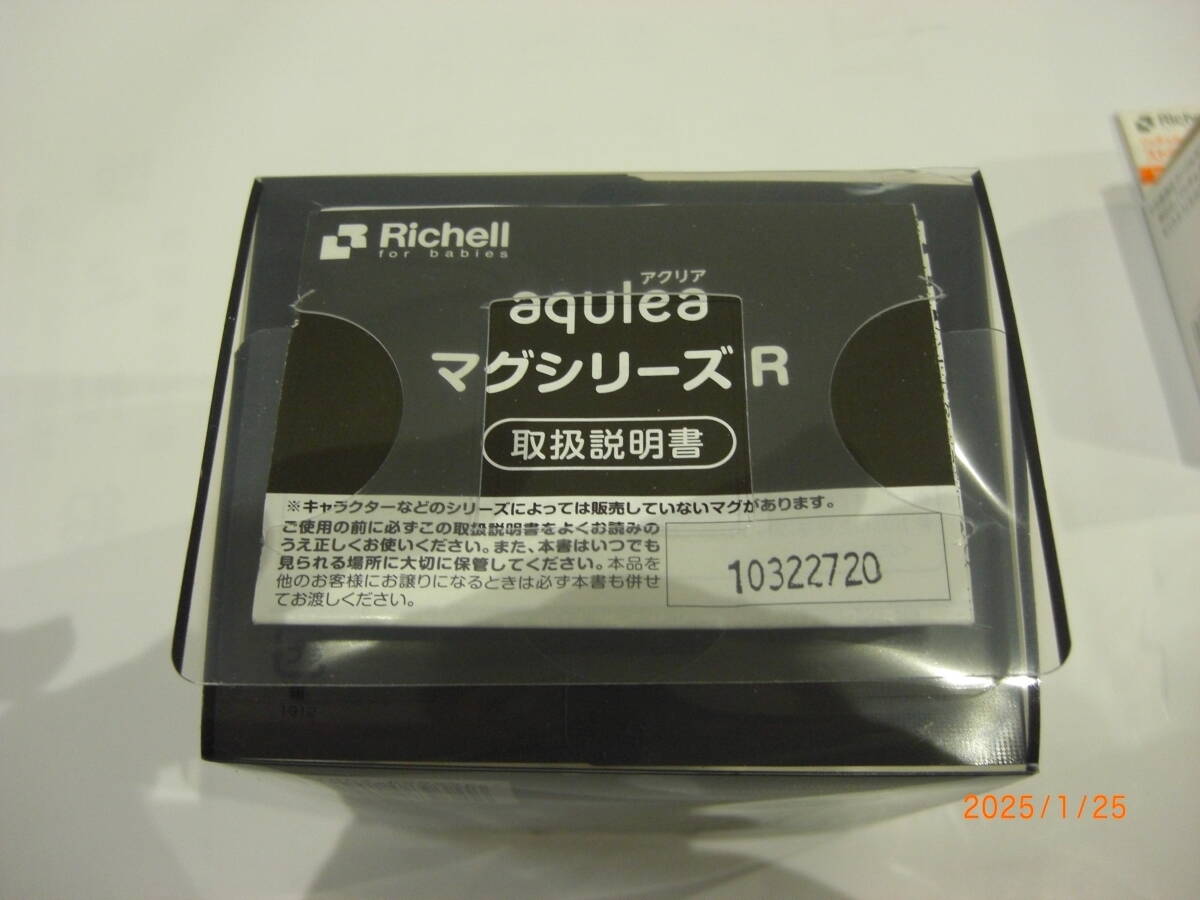 Richell
for babies
アクリア
aqulea
マグシリーズ R
取扱説明書
※キャラクターなどのシリーズによっては販売していないマグがあります。
ご使用の前に必ずこの取扱説明書をよくお読みの
うえ正しくお使いください。また、本書はいつでも
見られる場所に大切に保管してください。本品を
他のお客様にお譲りになるときは必ず本書も併せ
てお渡しください。
10322720
1912
2025/1/25